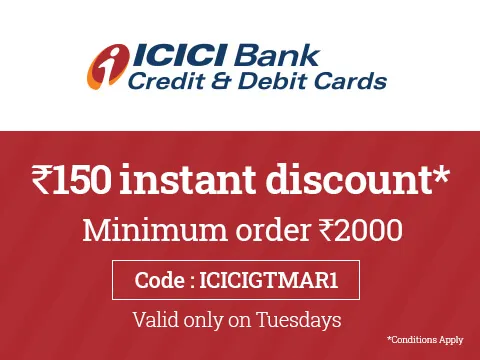 ICICI Bank
Credit & Debit Cards
₹150 instant discount*
Minimum order ₹2000
Code : ICICIGTMAR1
Valid only on Tuesdays
*Conditions Apply